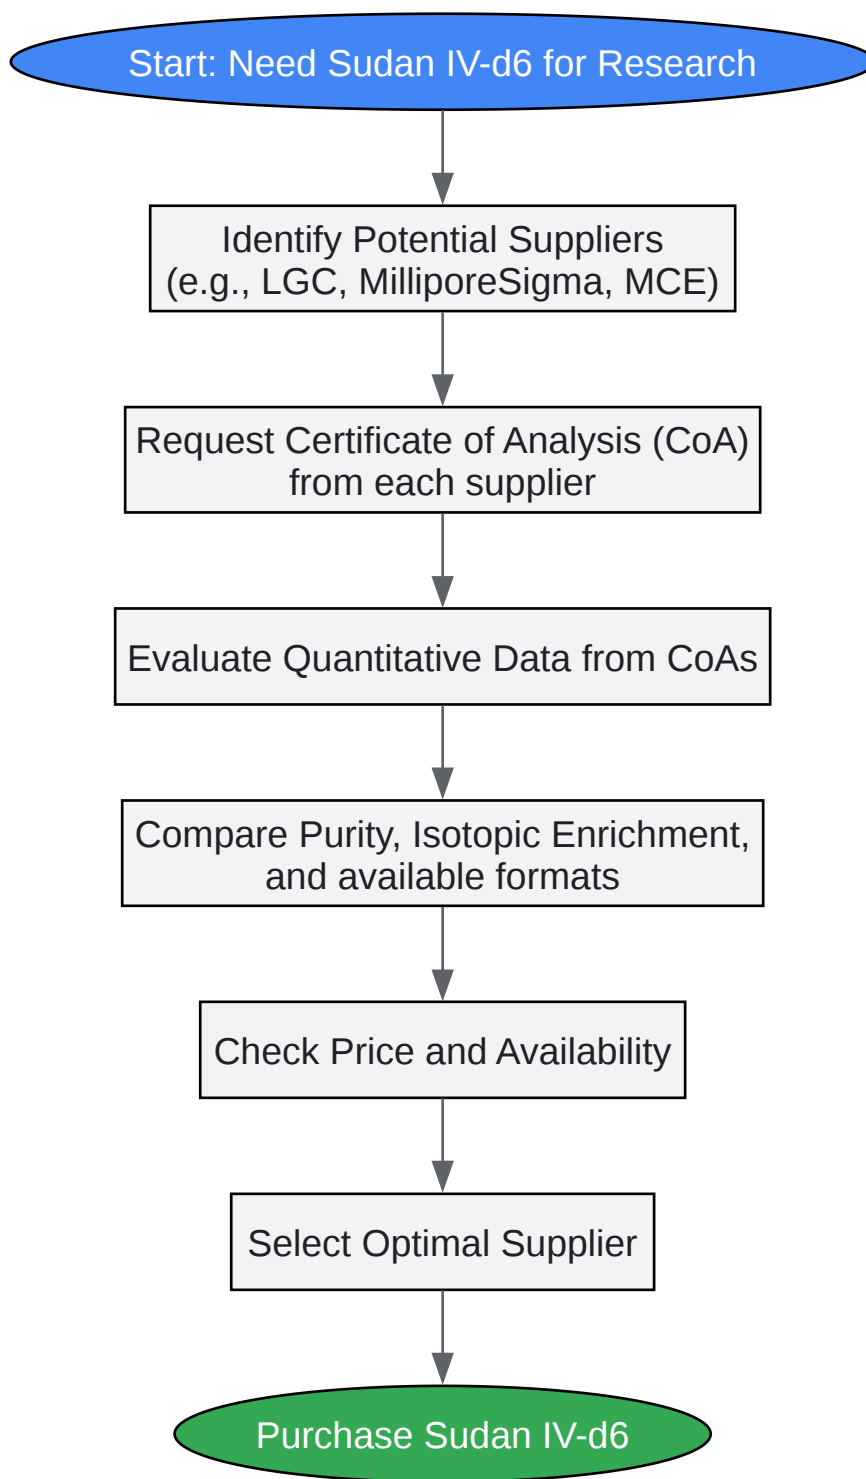 Start: Need Sudan IV-d6 for Research
Identify Potential Suppliers
(e.g., LGC, MilliporeSigma, MCE)
Request Certificate of Analysis (CoA)
from each supplier
Evaluate Quantitative Data from CoAs
Compare Purity, Isotopic Enrichment,
and available formats
Check Price and Availability
Select Optimal Supplier
Purchase Sudan IV-d6